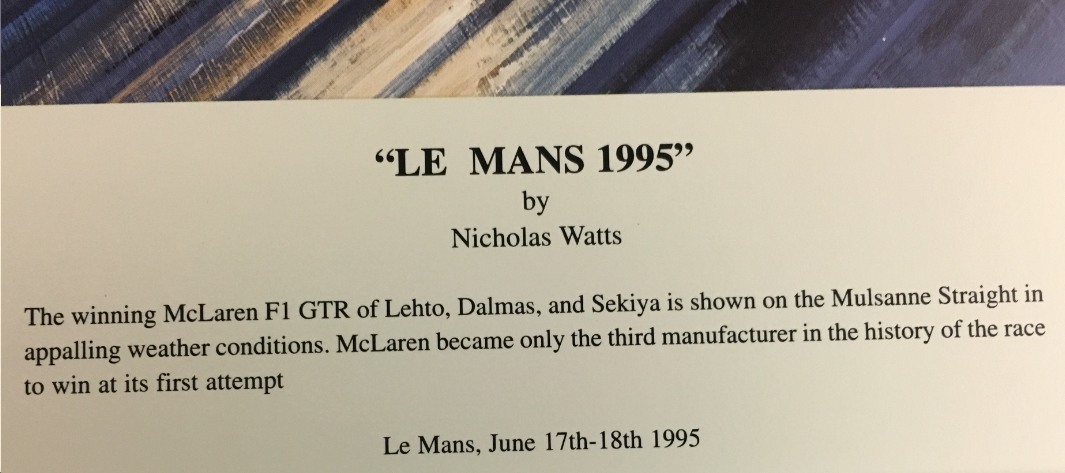 “LE MANS 1995”
by
Nicholas Watts
The winning McLaren F1 GTR of Lehto, Dalmas, and Sekiya is shown on the Mulsanne Straight in
appalling weather conditions. McLaren became only the third manufacturer in the history of the race
to win at its first attempt
Le Mans, June 17th-18th 1995